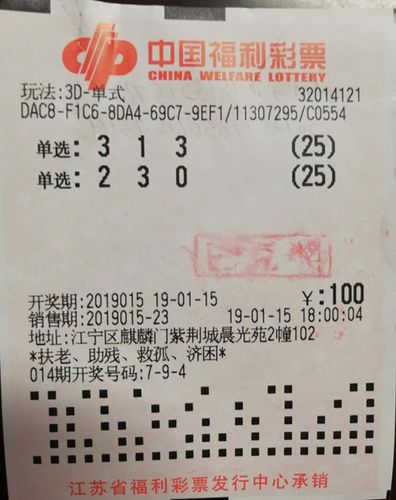 中国福利彩票
CHINA WELFARE LOTTERY
玩法:3D-单式 32014121
DAC8-F1C6-8DA4-69C7-9EF1/11307295/C0554
单选: 3 1 3 (25)
单选: 2 3 0 (25)
开奖期:2019015 19-01-15 ￥:100
销售期:2019015-23 19-01-15 18:00:04
地址:江宁区麒麟门紫荆城晨光苑2幢102
*扶老、助残、救孤、济困*
014期开奖号码:7-9-4
江苏省福利彩票发行中心承销